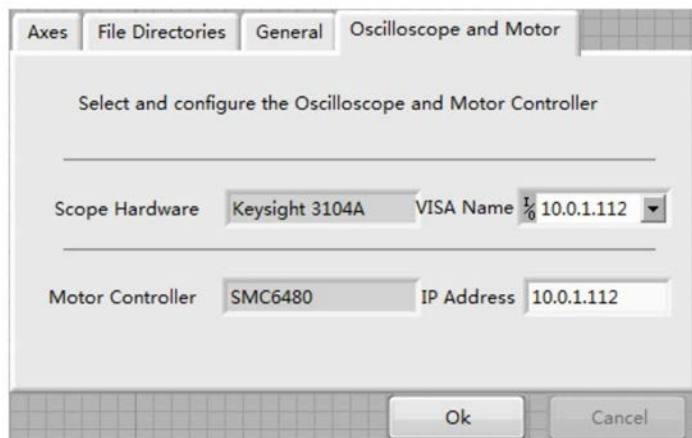 Axes File Directories General Oscilloscope and Motor
Select and configure the Oscilloscope and Motor Controller
Scope Hardware Keysight 3104A VISA Name I/O 10.0.1.112
Motor Controller SMC6480 IP Address 10.0.1.112
Ok Cancel